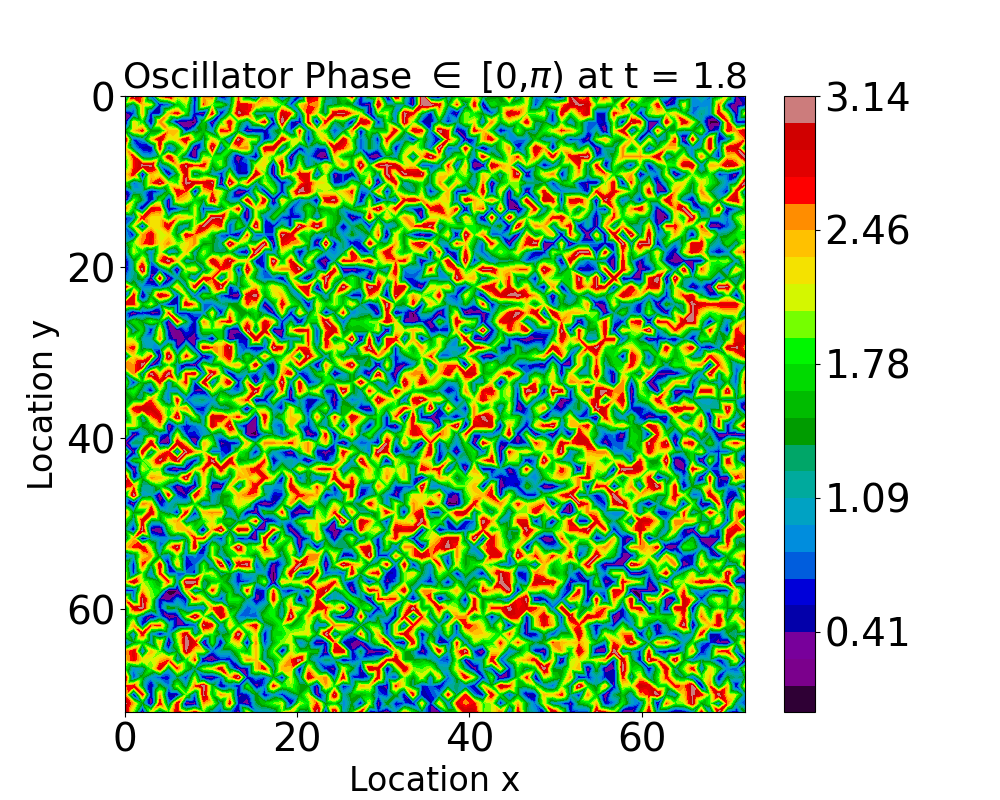 Oscillator Phase ∈ [0,π) at t = 1.8
0
20
40
60
Location y
0 20 40 60
Location x
3.14
2.46
1.78
1.09
0.41